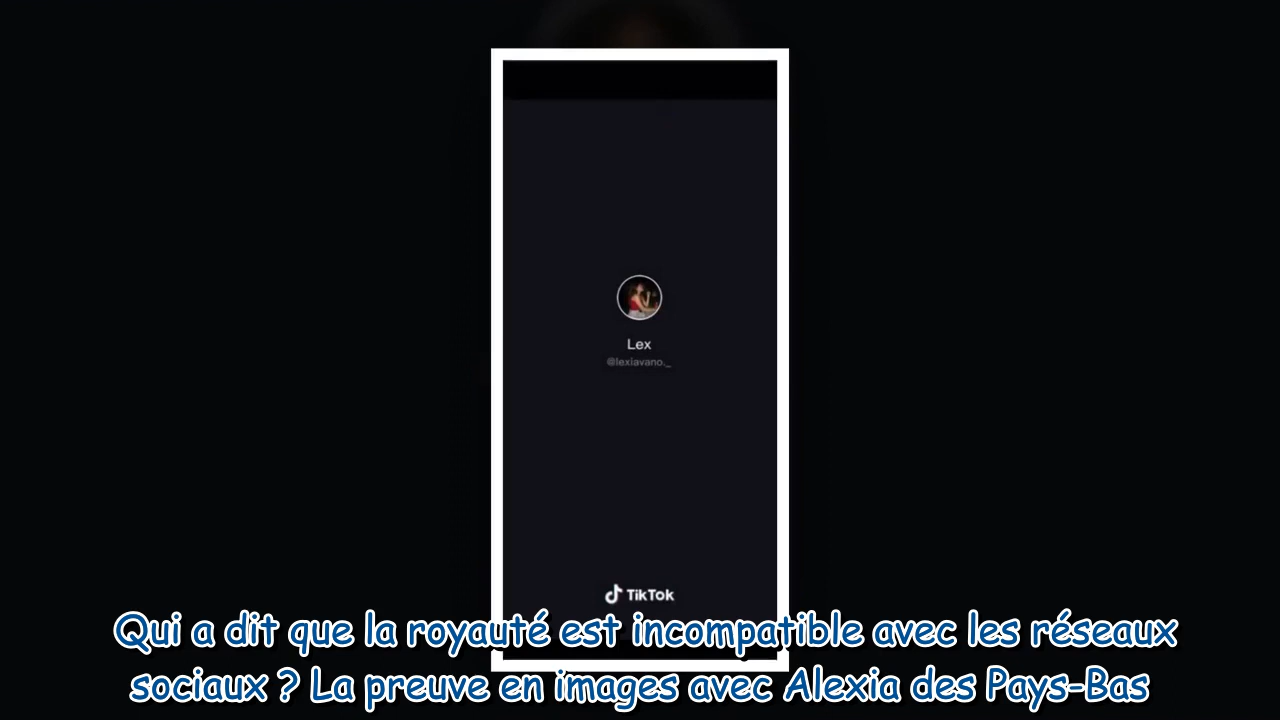 Lex
@lexiavano._
TikTok
Qui a dit que la royauté est incompatible avec les réseaux
sociaux ? La preuve en images avec Alexia des Pays-Bas